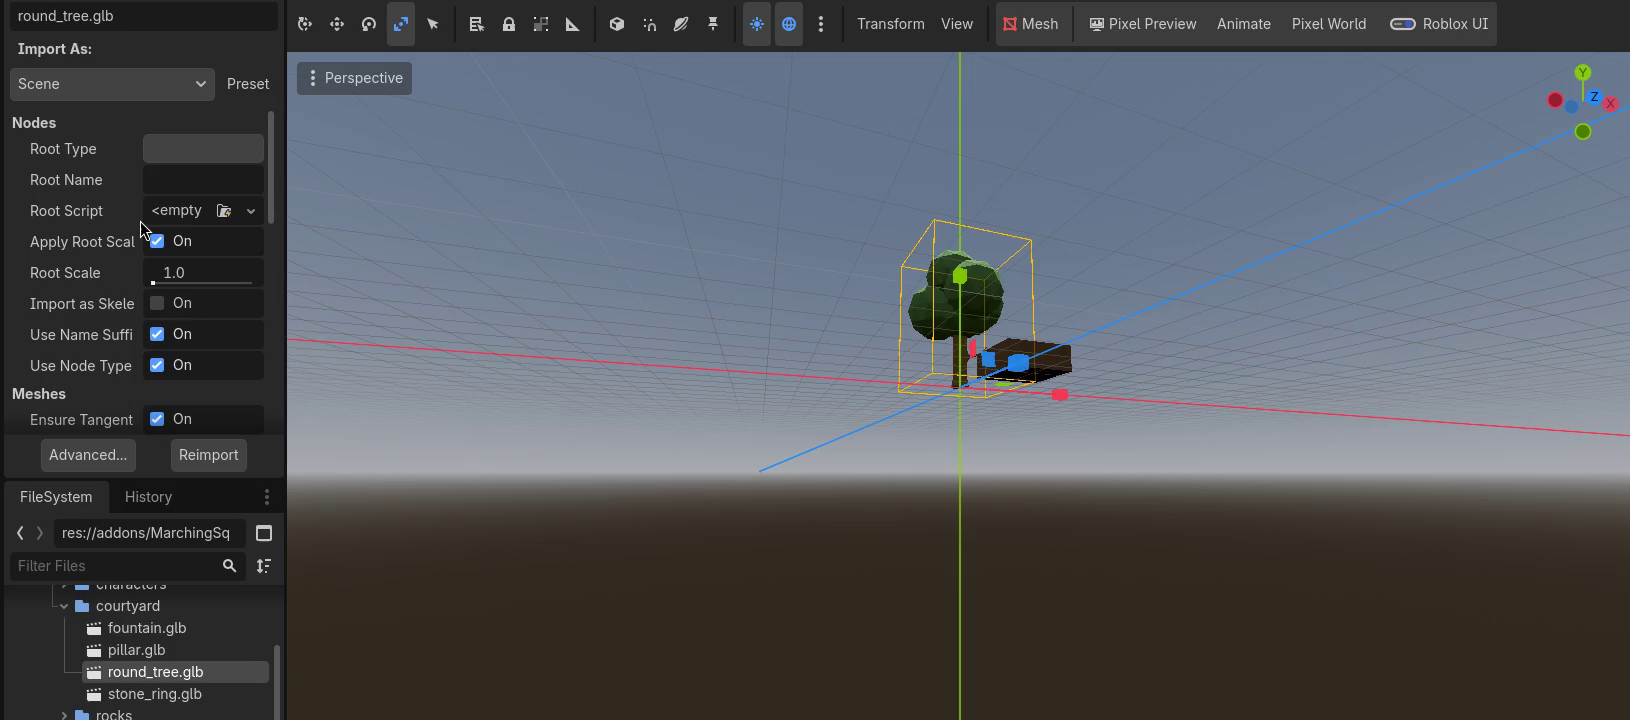 round_tree.glb
Import As:
Scene
Preset
Nodes
Root Type
Root Name
Root Script
<empty
Apply Root Scal
On
Root Scale
1.0
Import as Skele
On
Use Name Suffi
On
Use Node Type
On
Meshes
Ensure Tangent
On
Advanced...
Reimport
FileSystem
History
res://addons/MarchingSq
Filter Files
characters
courtyard
fountain.glb
pillar.glb
round_tree.glb
stone_ring.glb
rocks
Transform
View
Mesh
Pixel Preview
Animate
Pixel World
Roblox UI
Perspective
Y
Z
X